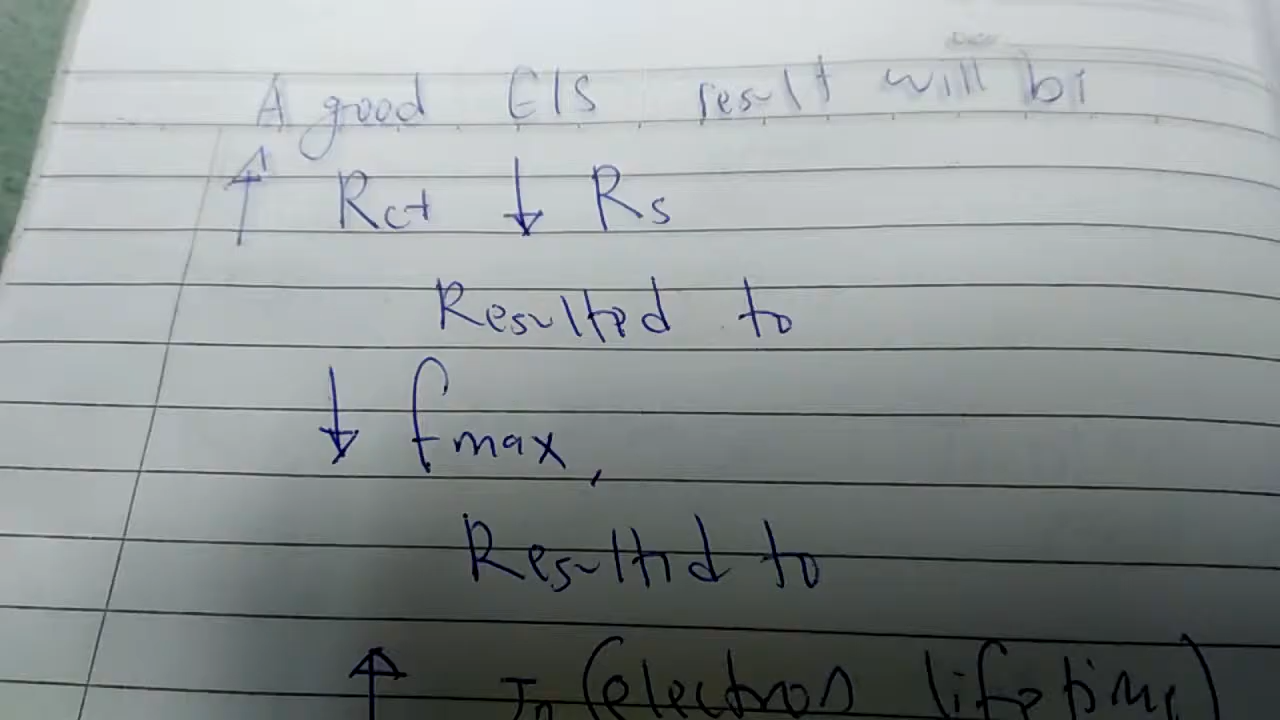 A good EIS result will be
↑ Rct ↓ Rs
Resulted to
↓ fmax,
Resulted to
↑ τn (electron lifetime)